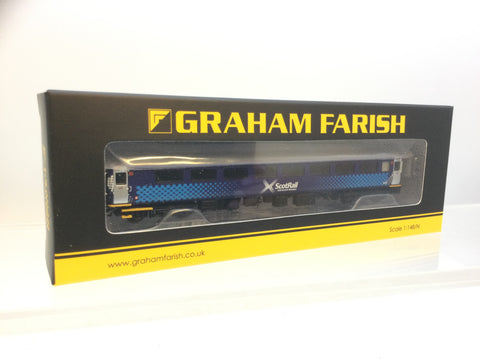 GRAHAM FARISH
ScotRail
www.grahamfarish.co.uk
Scale 1:148/N